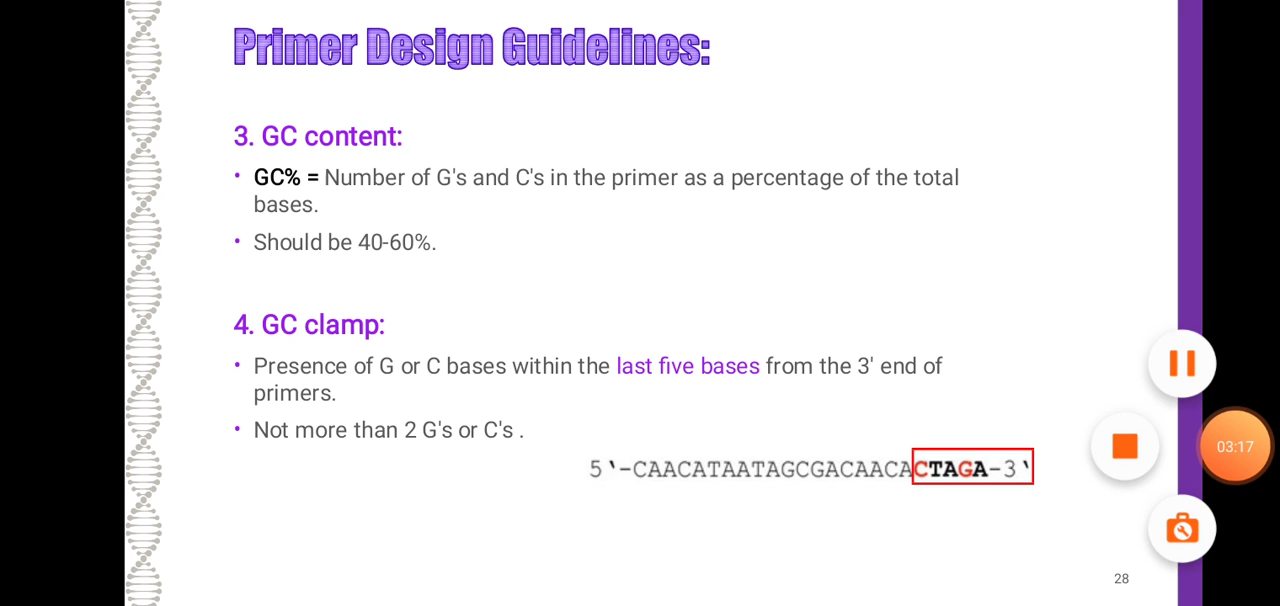 Primer Design Guidelines:
3. GC content:
• GC% = Number of G's and C's in the primer as a percentage of the total
bases.
• Should be 40-60%.
4. GC clamp:
• Presence of G or C bases within the last five bases from the 3' end of
primers.
• Not more than 2 G's or C's .
5‵-CAACATAATAGCGACAACACTAGA-3‵
03:17
28